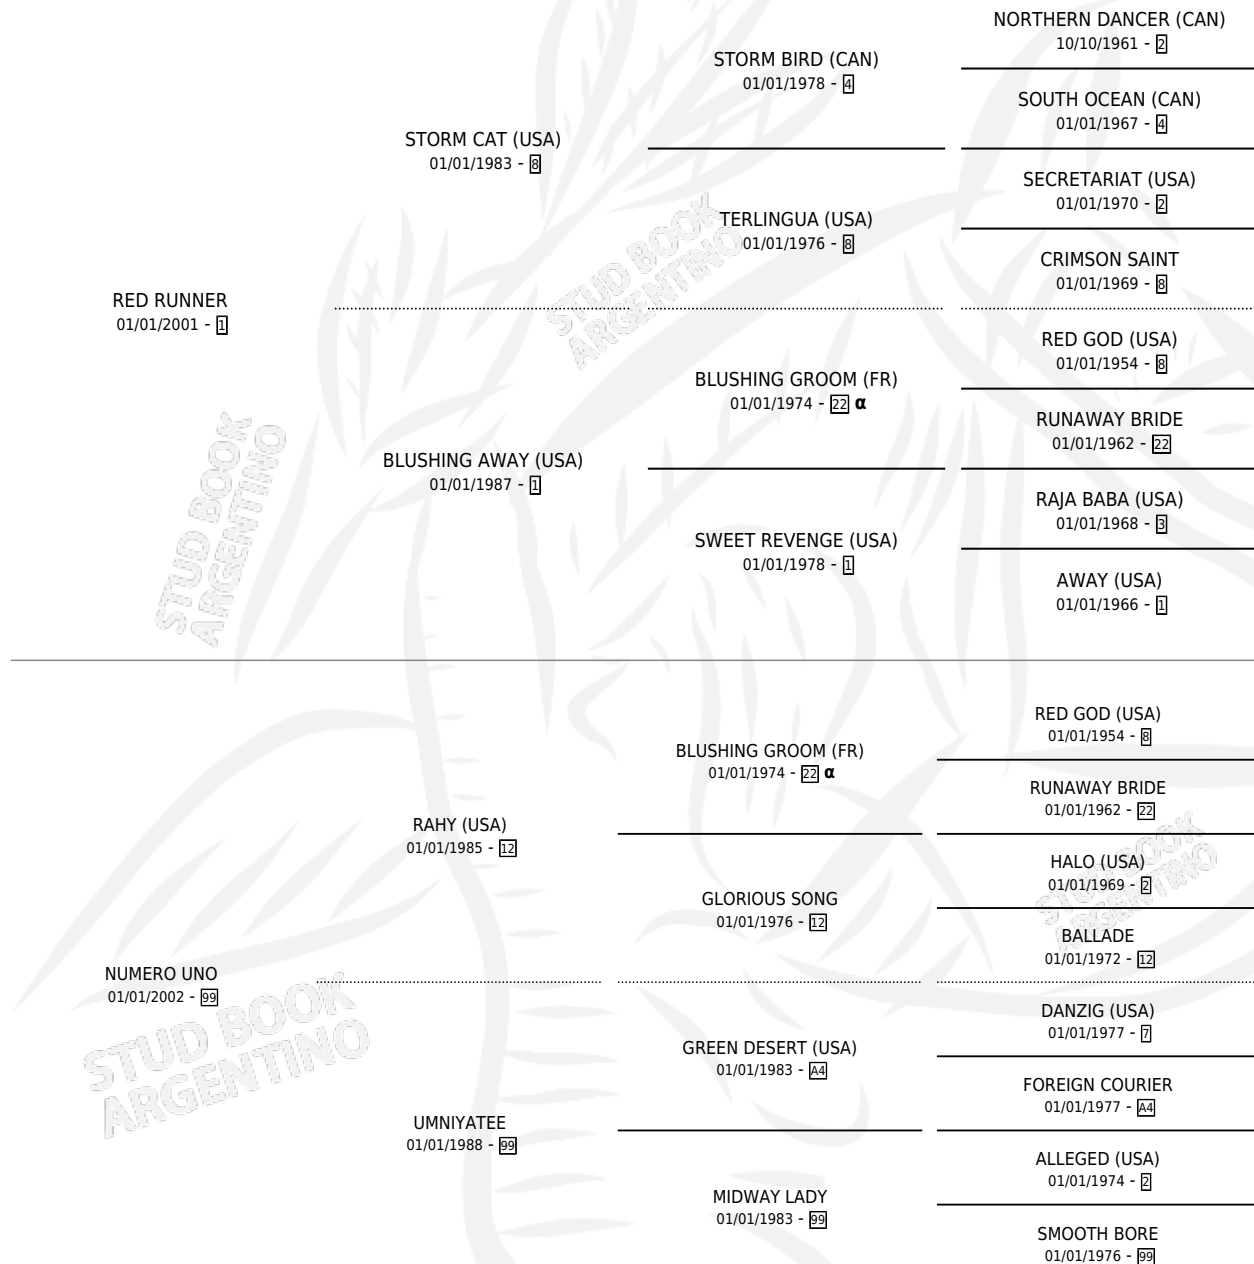 NORTHERN DANCER (CAN)
10/10/1961 - 2
STORM BIRD (CAN)
01/01/1978 - 4
SOUTH OCEAN (CAN)
01/01/1967 - 4
STORM CAT (USA)
01/01/1983 - 8
SECRETARIAT (USA)
01/01/1970 - 2
TERLINGUA (USA)
01/01/1976 - 8
CRIMSON SAINT
01/01/1969 - 8
RED RUNNER
01/01/2001 - 1
RED GOD (USA)
01/01/1954 - 8
BLUSHING GROOM (FR)
01/01/1974 - 22 α
RUNAWAY BRIDE
01/01/1962 - 22
BLUSHING AWAY (USA)
01/01/1987 - 1
RAJA BABA (USA)
01/01/1968 - 3
SWEET REVENGE (USA)
01/01/1978 - 1
AWAY (USA)
01/01/1966 - 1
RED GOD (USA)
01/01/1954 - 8
BLUSHING GROOM (FR)
01/01/1974 - 22 α
RUNAWAY BRIDE
01/01/1962 - 22
RAHY (USA)
01/01/1985 - 12
HALO (USA)
01/01/1969 - 2
GLORIOUS SONG
01/01/1976 - 12
BALLADE
01/01/1972 - 12
NUMERO UNO
01/01/2002 - 99
DANZIG (USA)
01/01/1977 - 7
GREEN DESERT (USA)
01/01/1983 - A4
FOREIGN COURIER
01/01/1977 - A4
UMNIYATEE
01/01/1988 - 99
ALLEGED (USA)
01/01/1974 - 2
MIDWAY LADY
01/01/1983 - 99
SMOOTH BORE
01/01/1976 - 99
STUD BOOK
ARGENTINO
STUD BOOK
ARGENTINO
STUD BOOK
ARGENTINO
STUD BOOK
ARGENTINO